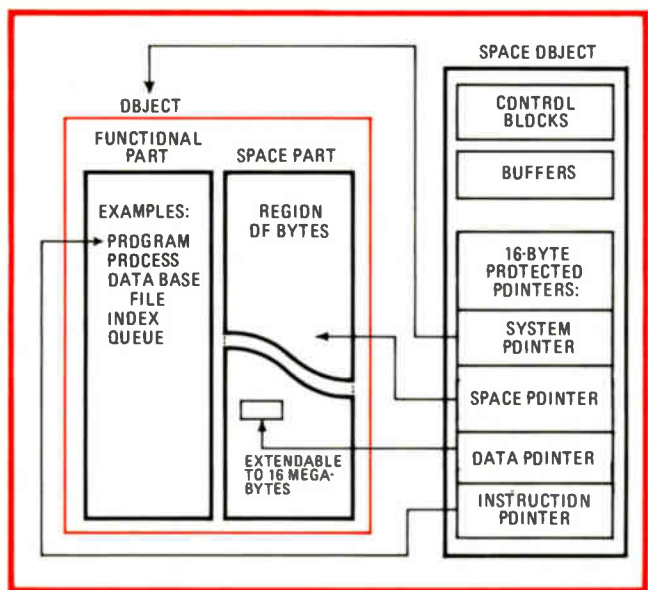 SPACE OBJECT
CONTROL
BLOCKS
BUFFERS
16-BYTE
PROTECTED
POINTERS:
SYSTEM
POINTER
SPACE POINTER
DATA POINTER
INSTRUCTION
POINTER
OBJECT
FUNCTIONAL
PART
EXAMPLES:
PROGRAM
PROCESS
DATA BASE
FILE
INDEX
QUEUE
SPACE PART
REGION
OF BYTES
EXTENDABLE
TO 16 MEGA-
BYTES